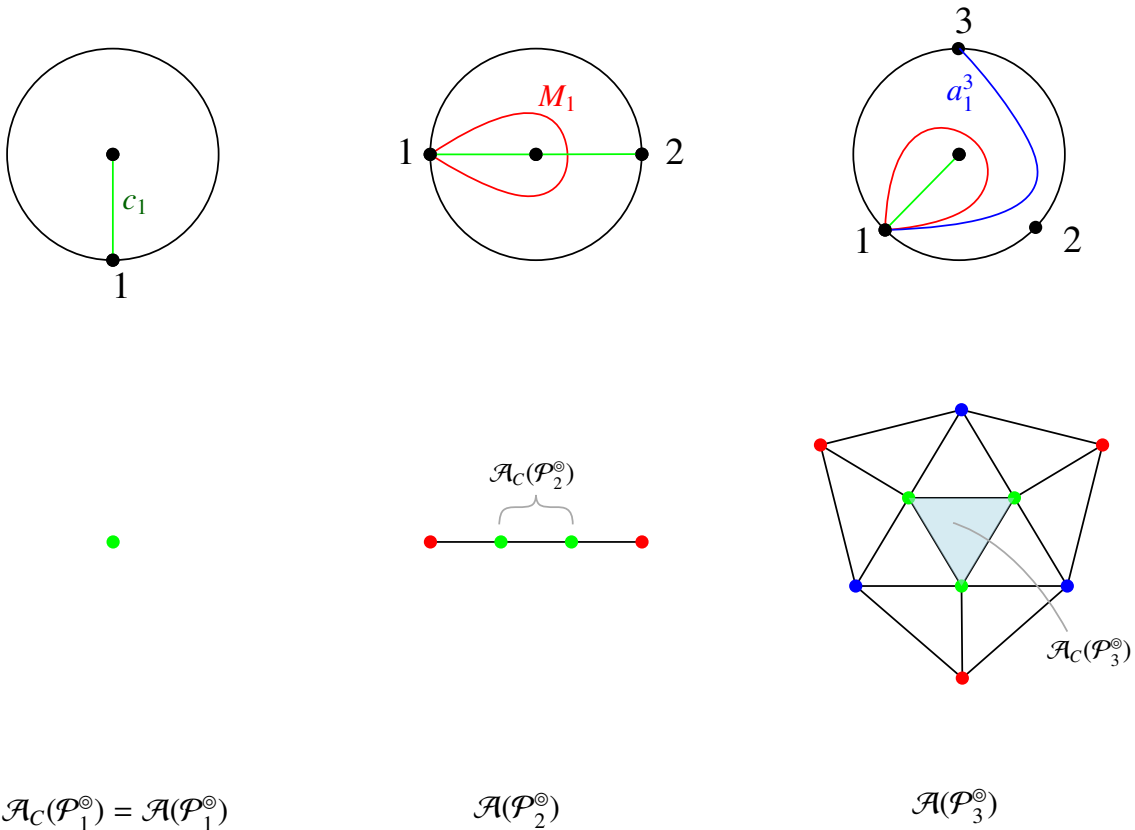 3
M₁
a₁³
1
2
c₁
1
2
1
𝒜_C(𝒫₂^⊚)
𝒜_C(𝒫₃^⊚)
𝒜_C(𝒫₁^⊚) = 𝒜(𝒫₁^⊚)
𝒜(𝒫₂^⊚)
𝒜(𝒫₃^⊚)